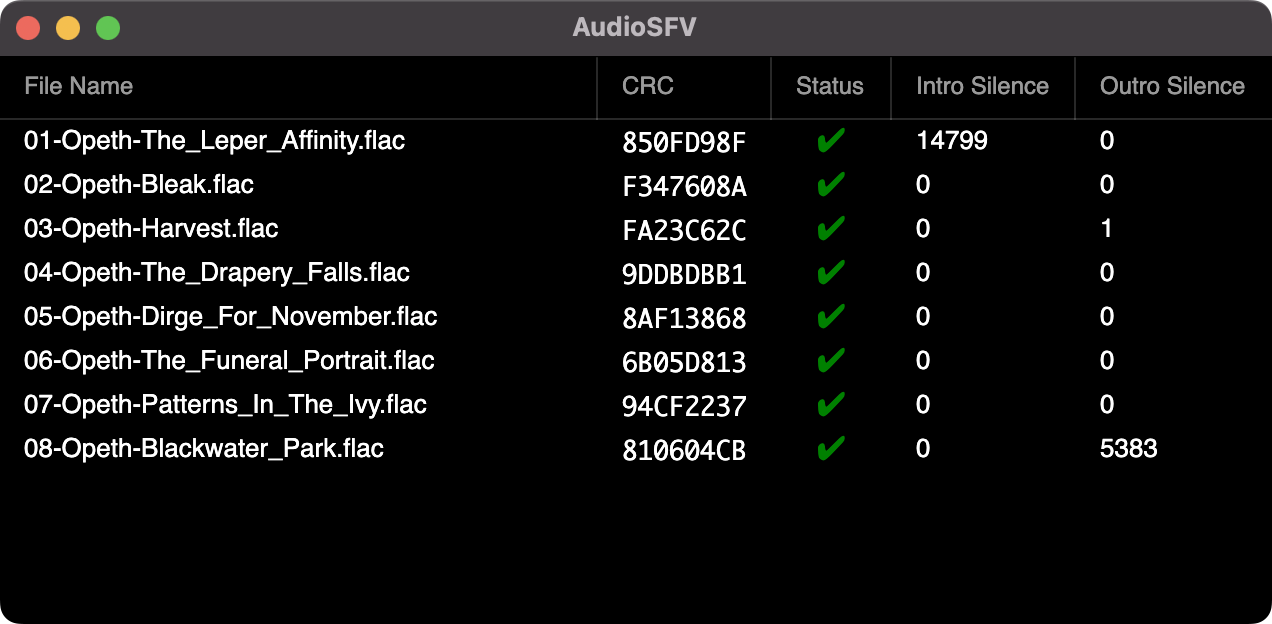 AudioSFV
File Name CRC Status Intro Silence Outro Silence
01-Opeth-The_Leper_Affinity.flac 850FD98F ✔ 14799 0
02-Opeth-Bleak.flac F347608A ✔ 0 0
03-Opeth-Harvest.flac FA23C62C ✔ 0 1
04-Opeth-The_Drapery_Falls.flac 9DDBDBB1 ✔ 0 0
05-Opeth-Dirge_For_November.flac 8AF13868 ✔ 0 0
06-Opeth-The_Funeral_Portrait.flac 6B05D813 ✔ 0 0
07-Opeth-Patterns_In_The_Ivy.flac 94CF2237 ✔ 0 0
08-Opeth-Blackwater_Park.flac 810604CB ✔ 0 5383